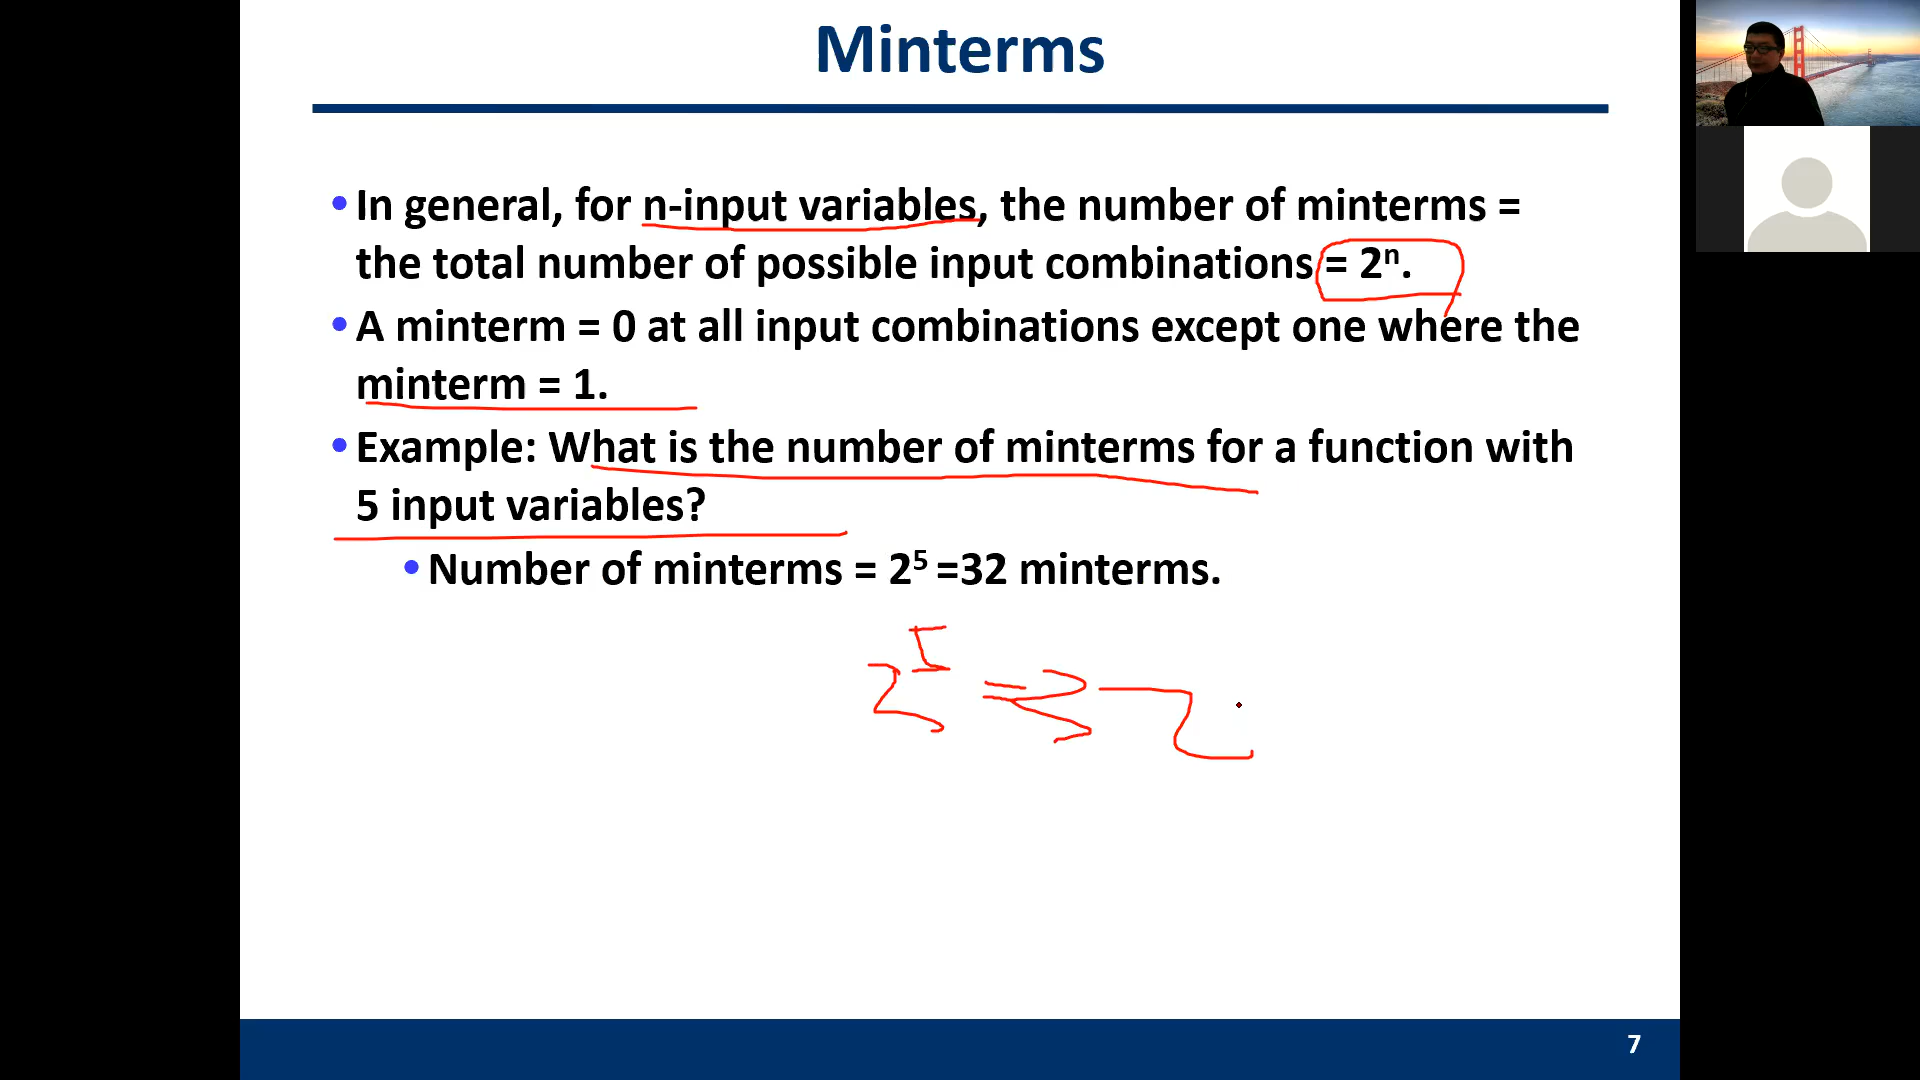 Minterms
• In general, for n-input variables, the number of minterms =
the total number of possible input combinations = 2ⁿ.
• A minterm = 0 at all input combinations except one where the
minterm = 1.
• Example: What is the number of minterms for a function with
5 input variables?
• Number of minterms = 2⁵ =32 minterms.
2⁵ = 32
7